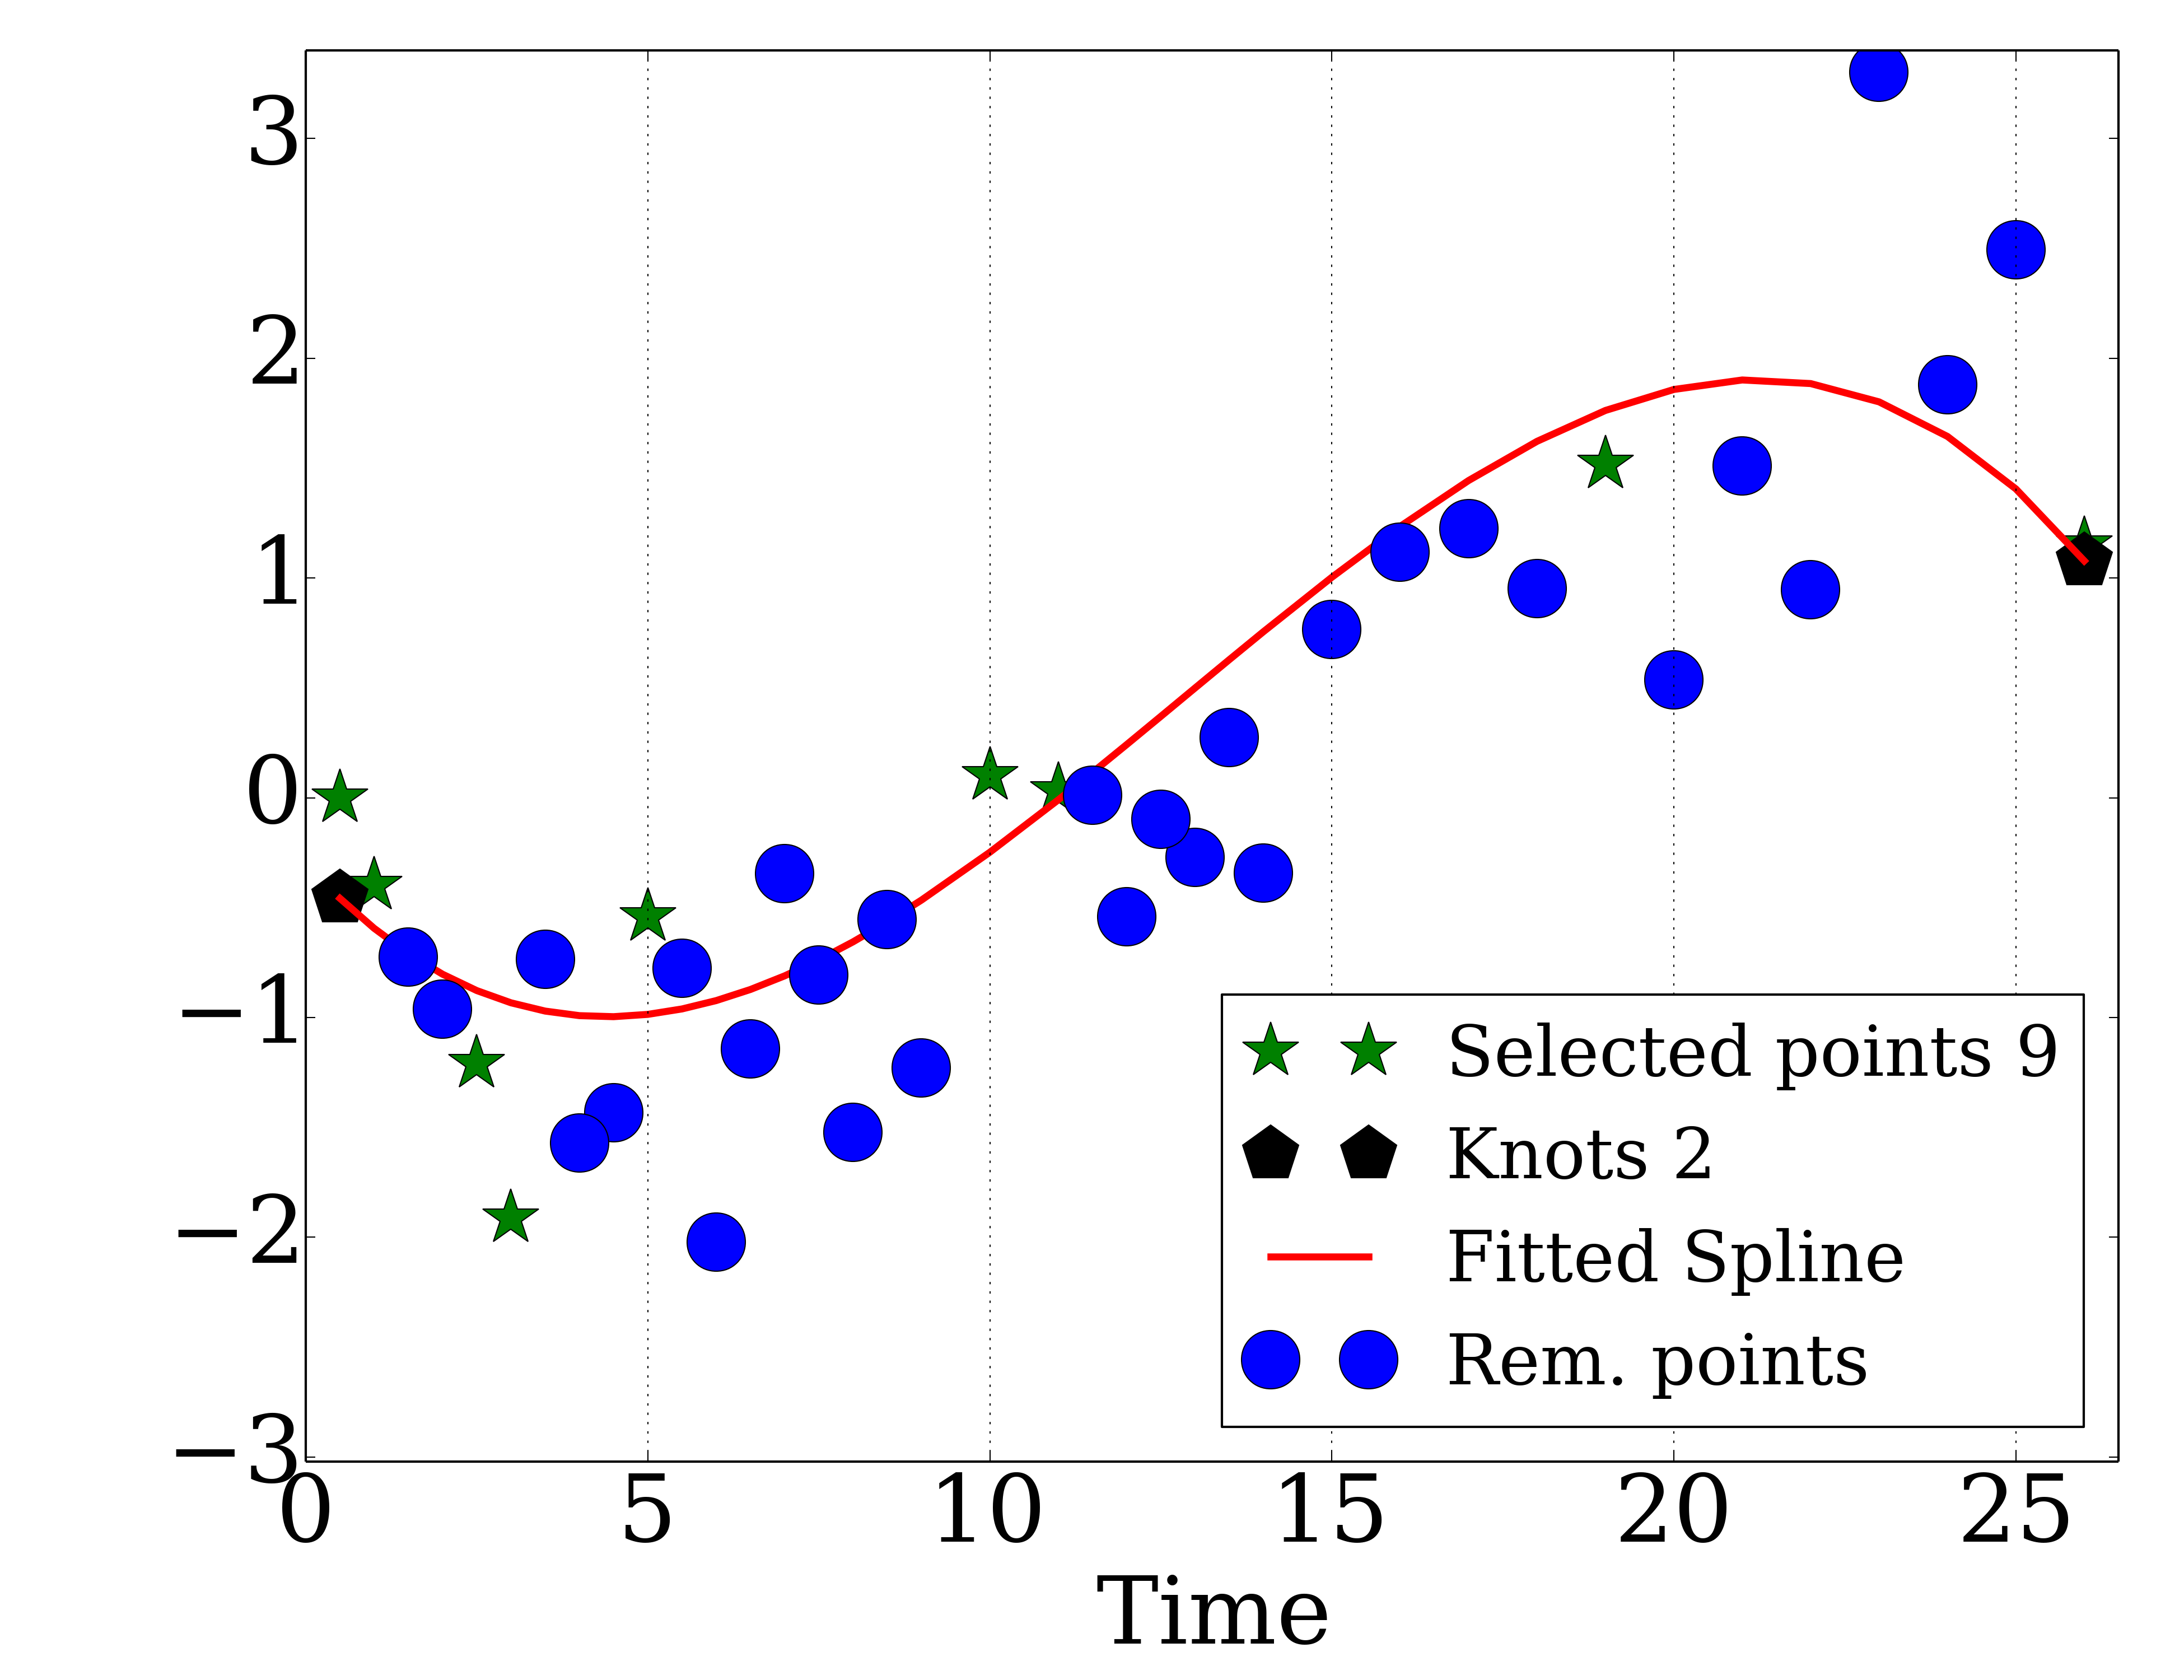 3
2
1
0
−1
−2
−3
0 5 10 15 20 25
Time
Selected points 9
Knots 2
Fitted Spline
Rem. points